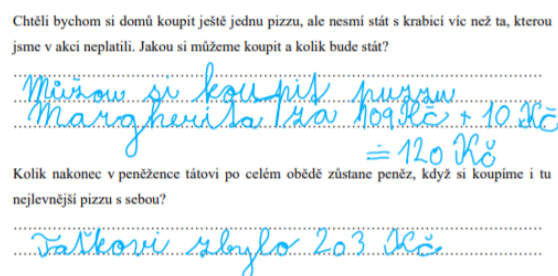 Chtěli bychom si domů koupit ještě jednu pizzu, ale nesmí stát s krabicí víc než ta, kterou
jsme v akci neplatili. Jakou si můžeme koupit a kolik bude stát?
Můžou si koupit puzzu
Margherita za 109 Kč + 10 Kč
= 120 Kč
Kolik nakonec v peněžence tátovi po celém obědě zůstane peněz, když si koupíme i tu
nejlevnější pizzu s sebou?
Taťkovi zbylo 203 Kč